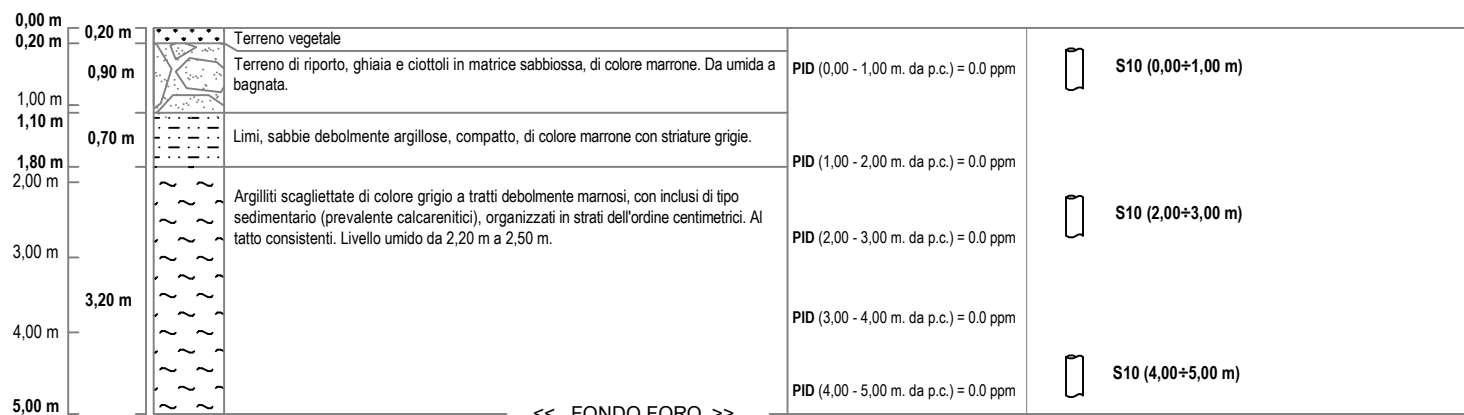 0,00 m
0,20 m
0,20 m
Terreno vegetale
0,90 m
Terreno di riporto, ghiaia e ciottoli in matrice sabbiossa, di colore marrone. Da umida a
bagnata.
PID (0,00 - 1,00 m. da p.c.) = 0.0 ppm
S10 (0,00÷1,00 m)
1,00 m
1,10 m
0,70 m
Limi, sabbie debolmente argillose, compatto, di colore marrone con striature grigie.
1,80 m
PID (1,00 - 2,00 m. da p.c.) = 0.0 ppm
2,00 m
Argilliti scagliettate di colore grigio a tratti debolmente marnosi, con inclusi di tipo
sedimentario (prevalente calcarenitici), organizzati in strati dell'ordine centimetrici. Al
tatto consistenti. Livello umido da 2,20 m a 2,50 m.
S10 (2,00÷3,00 m)
PID (2,00 - 3,00 m. da p.c.) = 0.0 ppm
3,00 m
3,20 m
PID (3,00 - 4,00 m. da p.c.) = 0.0 ppm
4,00 m
S10 (4,00÷5,00 m)
PID (4,00 - 5,00 m. da p.c.) = 0.0 ppm
5,00 m
<< FONDO FORO >>